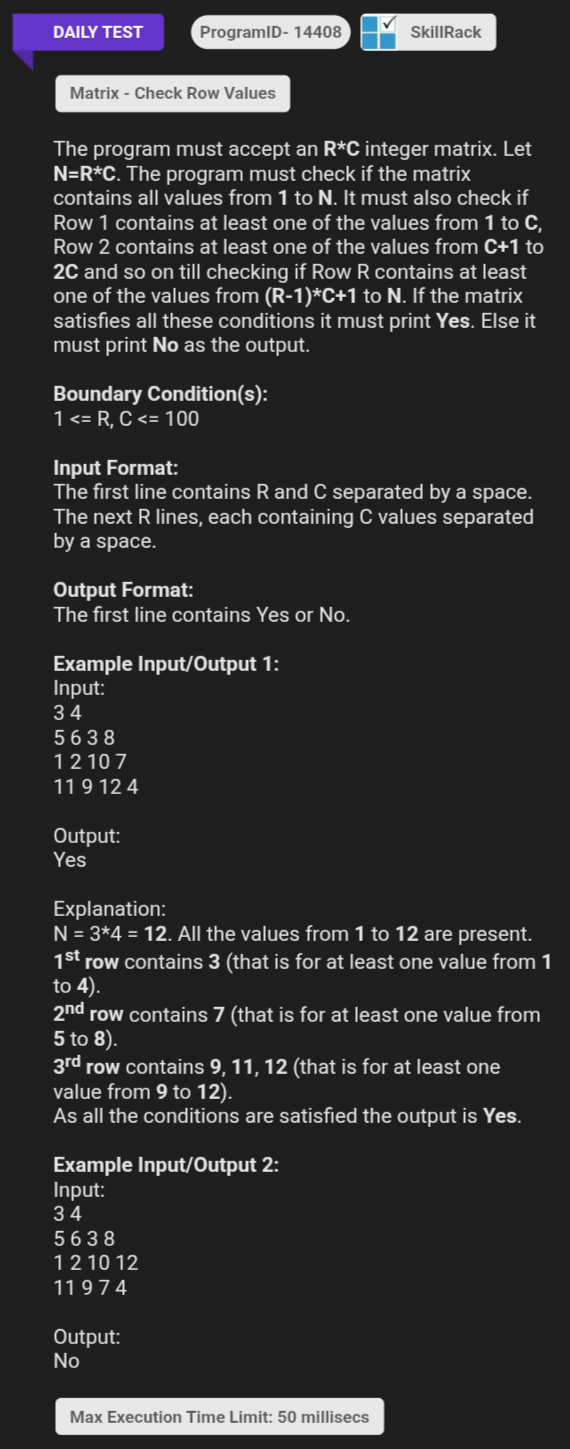 DAILY TEST ProgramID- 14408 SkillRack
Matrix - Check Row Values
The program must accept an R*C integer matrix. Let
N=R*C. The program must check if the matrix
contains all values from 1 to N. It must also check if
Row 1 contains at least one of the values from 1 to C,
Row 2 contains at least one of the values from C+1 to
2C and so on till checking if Row R contains at least
one of the values from (R-1)*C+1 to N. If the matrix
satisfies all these conditions it must print Yes. Else it
must print No as the output.
Boundary Condition(s):
1 <= R, C <= 100
Input Format:
The first line contains R and C separated by a space.
The next R lines, each containing C values separated
by a space.
Output Format:
The first line contains Yes or No.
Example Input/Output 1:
Input:
3 4
5 6 3 8
1 2 10 7
11 9 12 4
Output:
Yes
Explanation:
N = 3*4 = 12. All the values from 1 to 12 are present.
1st row contains 3 (that is for at least one value from 1
to 4).
2nd row contains 7 (that is for at least one value from
5 to 8).
3rd row contains 9, 11, 12 (that is for at least one
value from 9 to 12).
As all the conditions are satisfied the output is Yes.
Example Input/Output 2:
Input:
3 4
5 6 3 8
1 2 10 12
11 9 7 4
Output:
No
Max Execution Time Limit: 50 millisecs